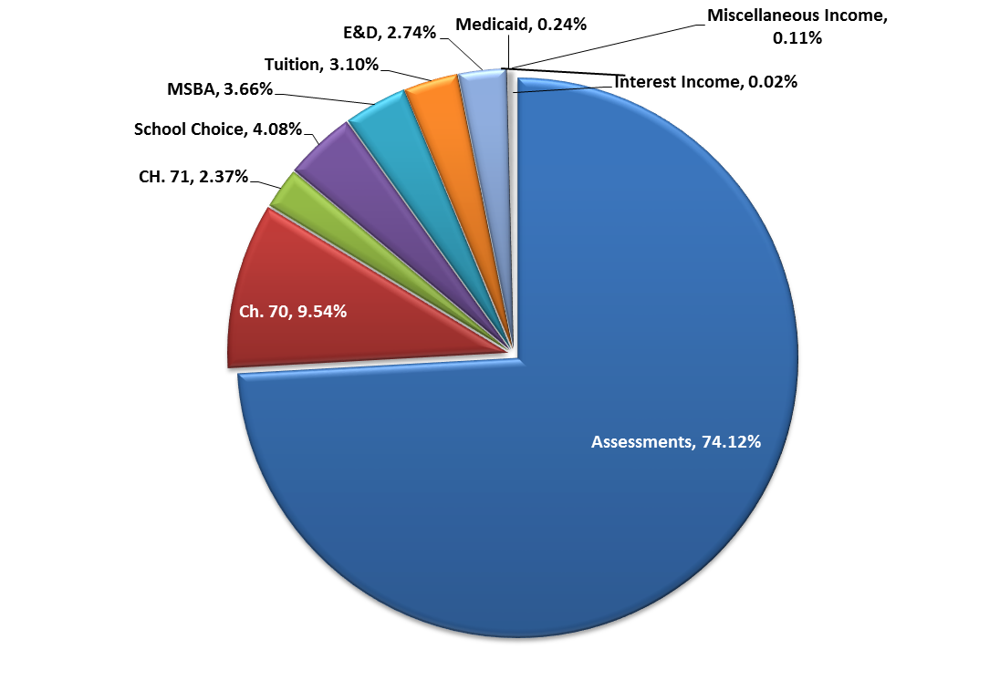 Miscellaneous Income,
0.11%
Medicaid, 0.24%
E&D, 2.74%
Tuition, 3.10%
Interest Income, 0.02%
MSBA, 3.66%
School Choice, 4.08%
CH. 71, 2.37%
Ch. 70, 9.54%
Assessments, 74.12%